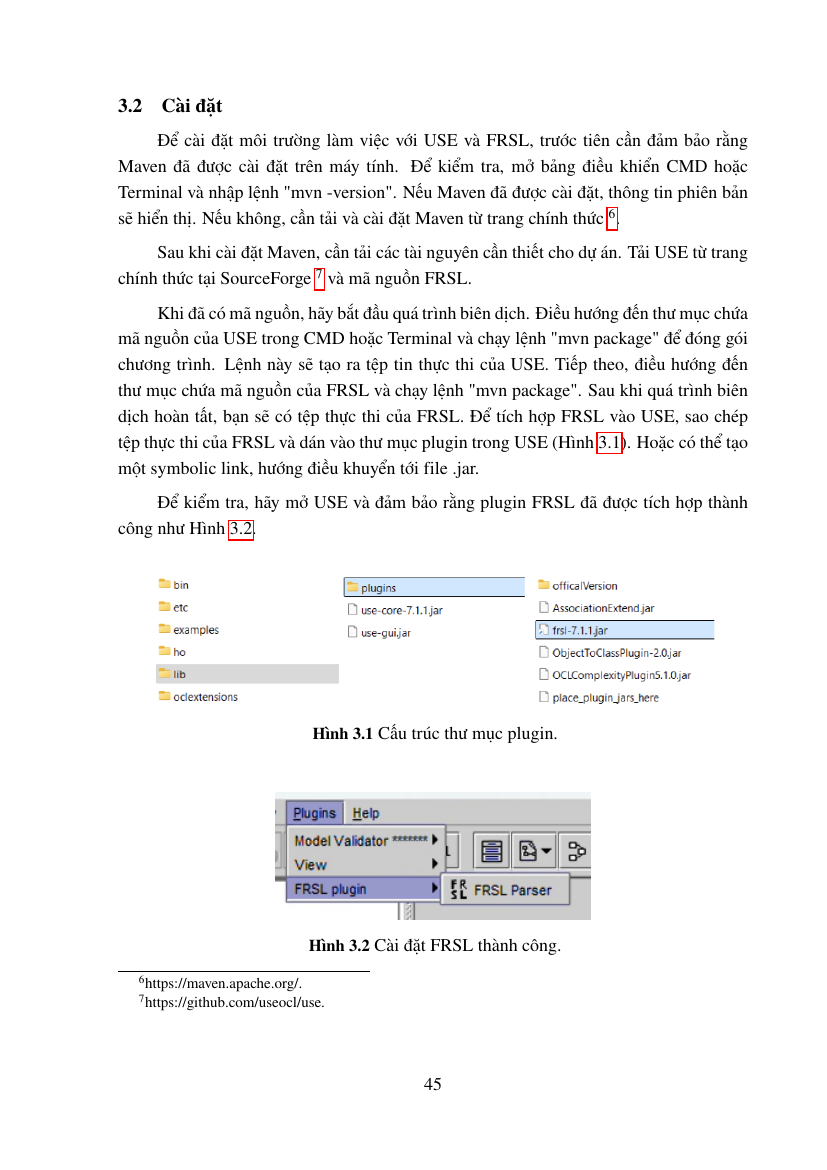 3.2 Cài đặt
Để cài đặt môi trường làm việc với USE và FRSL, trước tiên cần đảm bảo rằng
Maven đã được cài đặt trên máy tính. Để kiểm tra, mở bảng điều khiển CMD hoặc
Terminal và nhập lệnh "mvn -version". Nếu Maven đã được cài đặt, thông tin phiên bản
sẽ hiển thị. Nếu không, cần tải và cài đặt Maven từ trang chính thức 6.
Sau khi cài đặt Maven, cần tải các tài nguyên cần thiết cho dự án. Tải USE từ trang
chính thức tại SourceForge 7 và mã nguồn FRSL.
Khi đã có mã nguồn, hãy bắt đầu quá trình biên dịch. Điều hướng đến thư mục chứa
mã nguồn của USE trong CMD hoặc Terminal và chạy lệnh "mvn package" để đóng gói
chương trình. Lệnh này sẽ tạo ra tệp tin thực thi của USE. Tiếp theo, điều hướng đến
thư mục chứa mã nguồn của FRSL và chạy lệnh "mvn package". Sau khi quá trình biên
dịch hoàn tất, bạn sẽ có tệp thực thi của FRSL. Để tích hợp FRSL vào USE, sao chép
tệp thực thi của FRSL và dán vào thư mục plugin trong USE (Hình 3.1). Hoặc có thể tạo
một symbolic link, hướng điều khuyển tới file .jar.
Để kiểm tra, hãy mở USE và đảm bảo rằng plugin FRSL đã được tích hợp thành
công như Hình 3.2.
bin
etc
examples
ho
lib
oclextensions
plugins
use-core-7.1.1.jar
use-gui.jar
officalVersion
AssociationExtend.jar
frsl-7.1.1.jar
ObjectToClassPlugin-2.0.jar
OCLComplexityPlugin5.1.0.jar
place_plugin_jars_here
Hình 3.1 Cấu trúc thư mục plugin.
Plugins Help
Model Validator *******
View
FRSL plugin
FRSL FRSL Parser
Hình 3.2 Cài đặt FRSL thành công.
6https://maven.apache.org/.
7https://github.com/useocl/use.
45